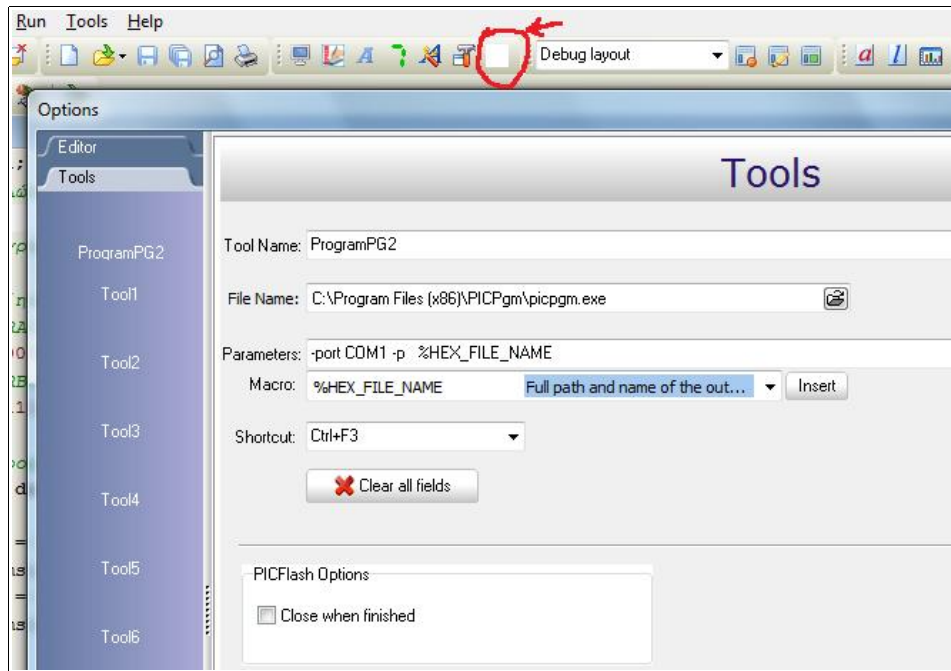 Run Tools Help
Debug layout
Options
Editor
Tools
Tools
ProgramPG2
Tool Name: ProgramPG2
Tool1
File Name: C:\Program Files (x86)\PICPgm\picpgm.exe
Tool2
Parameters: -port COM1 -p %HEX_FILE_NAME
Macro: %HEX_FILE_NAME Full path and name of the out... Insert
Tool3
Shortcut: Ctrl+F3
Clear all fields
Tool4
Tool5
PICFlash Options
Close when finished
Tool6